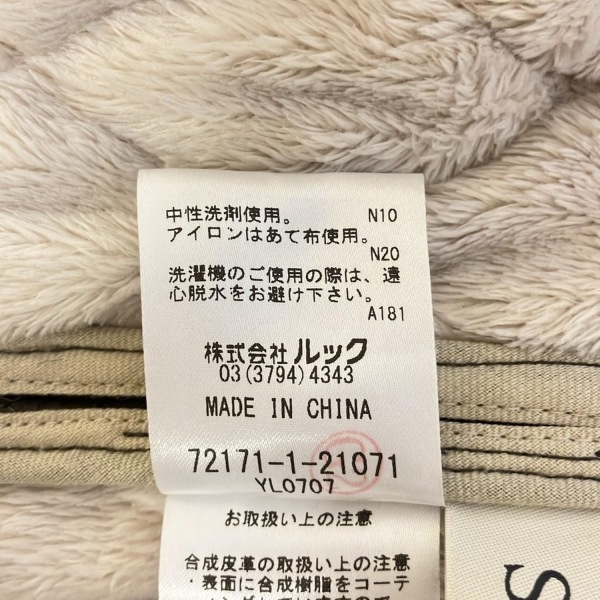 中性洗剤使用。 N10
アイロンはあて布使用。
N20
洗濯機のご使用の際は、遠
心脱水をお避け下さい。
A181
株式会社 ルック
03(3794)4343
MADE IN CHINA
72171-1-21071
YL0707
お取扱い上の注意
合成皮革の取扱い上の注意
・表面に合成樹脂をコーテ
S